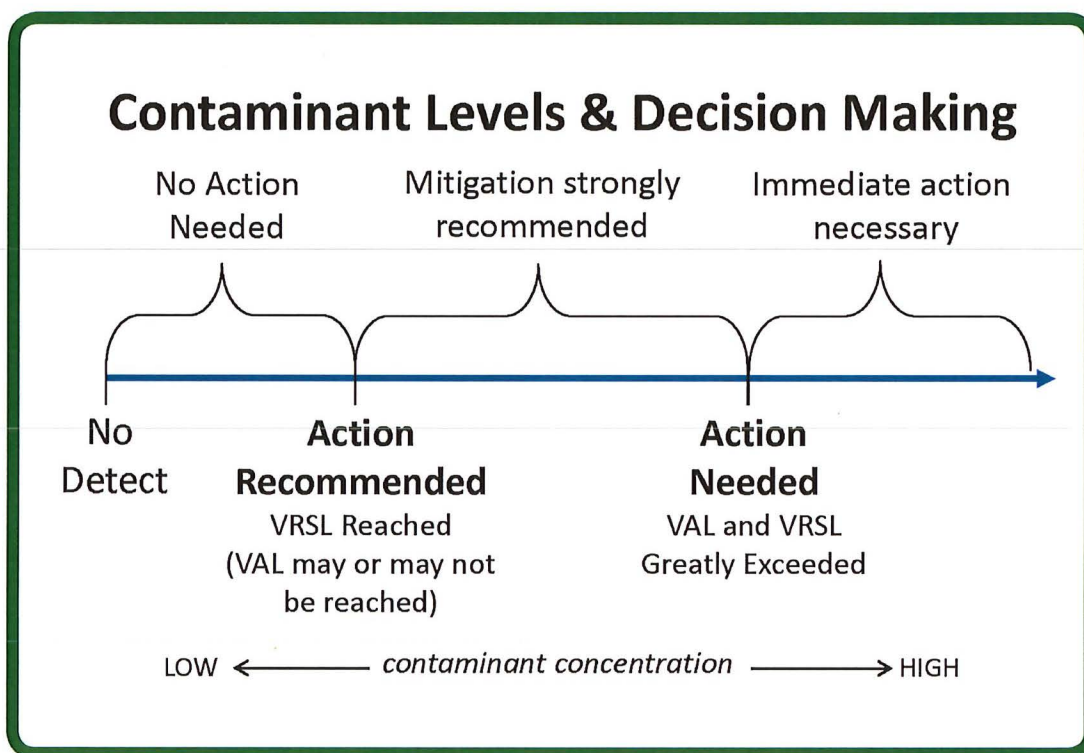 Contaminant Levels & Decision Making
No Action
Needed
Mitigation strongly
recommended
Immediate action
necessary
No
Detect
Action
Recommended
VRSL Reached
(VAL may or may not
be reached)
Action
Needed
VAL and VRSL
Greatly Exceeded
LOW contaminant concentration HIGH